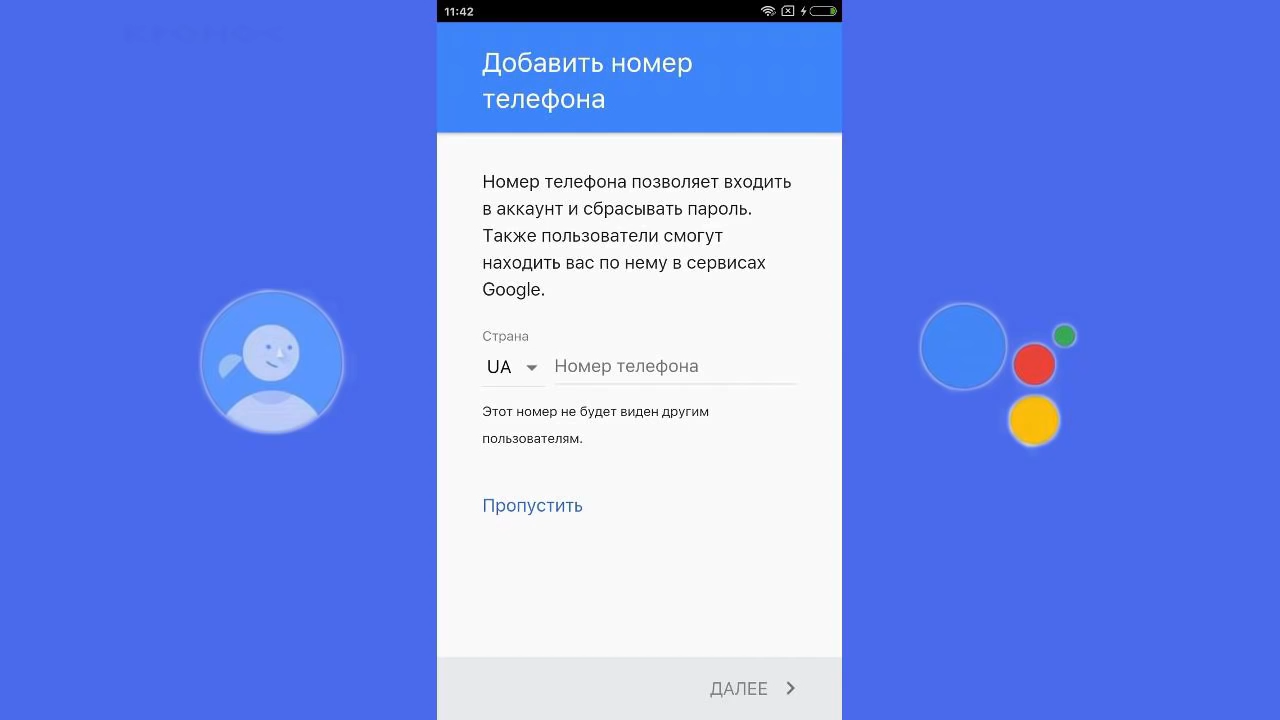 11:42
Добавить номер
телефона
Номер телефона позволяет входить
в аккаунт и сбрасывать пароль.
Также пользователи смогут
находить вас по нему в сервисах
Google.
Страна
UA Номер телефона
Этот номер не будет виден другим
пользователям.
Пропустить
ДАЛЕЕ